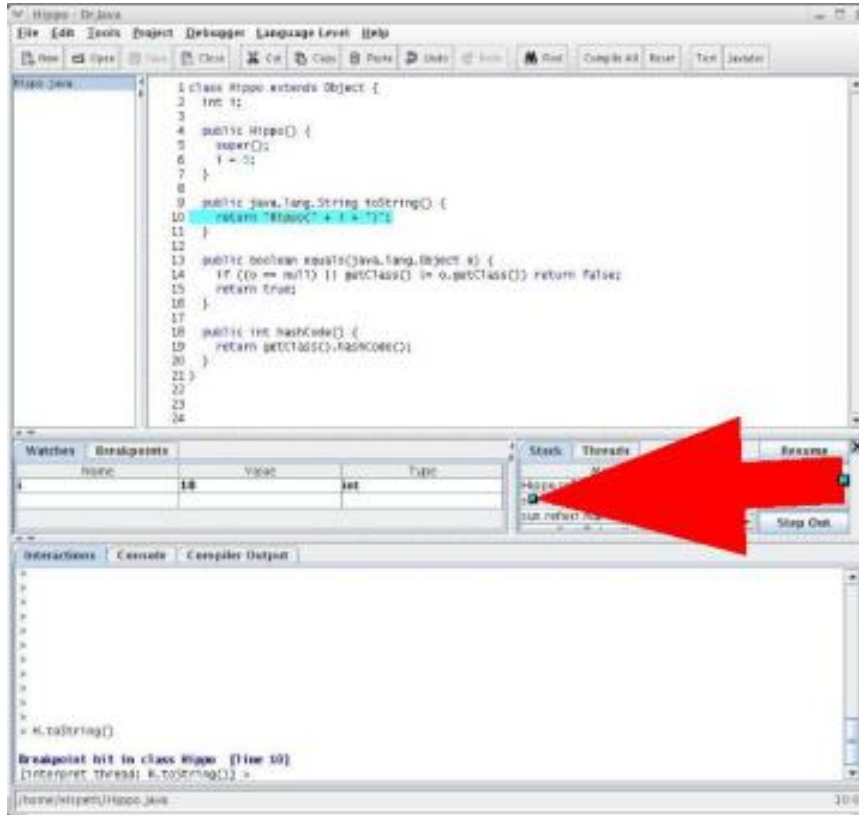 Hippo - DrJava
File Edit Tools Project Debugger Language Level Help
New Open Save Close Cut Copy Paste Undo Redo Find Compile All Reset Test Javadoc
Hippo.java
1 class Hippo extends Object {
2 int i;
3
4 public Hippo() {
5 super();
6 i = 5;
7 }
8
9 public java.lang.String toString() {
10 return "Hippo(" + i + ")";
11 }
12
13 public boolean equals(java.lang.Object o) {
14 if ((o == null) || getClass() != o.getClass()) return false;
15 return true;
16 }
17
18 public int hashCode() {
19 return getClass().hashCode();
20 }
21 }
22
23
24
Watches Breakpoints
Name Value Type
i 10 int
Stack Threads
Resume
Step Out
Interactions Console Compiler Output
>
>
>
>
>
>
>
>
>
>
>
> H.toString()
Breakpoint hit in class Hippo [line 10]
[interpret thread: H.toString()] >